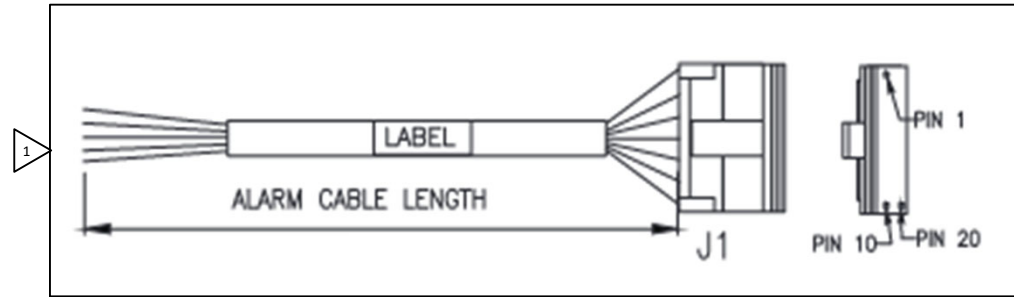 1
LABEL
ALARM CABLE LENGTH
J1
PIN 1
PIN 10
PIN 20